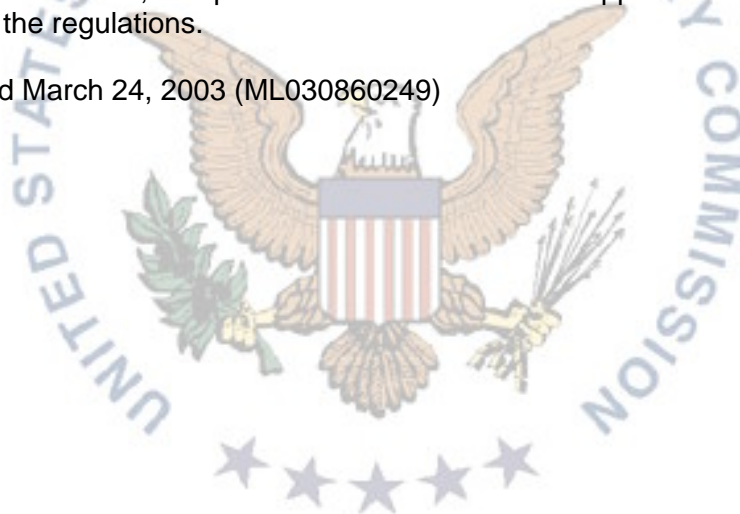 the regulations.
d March 24, 2003 (ML030860249)
UNITED STATES
Y COMMISSION